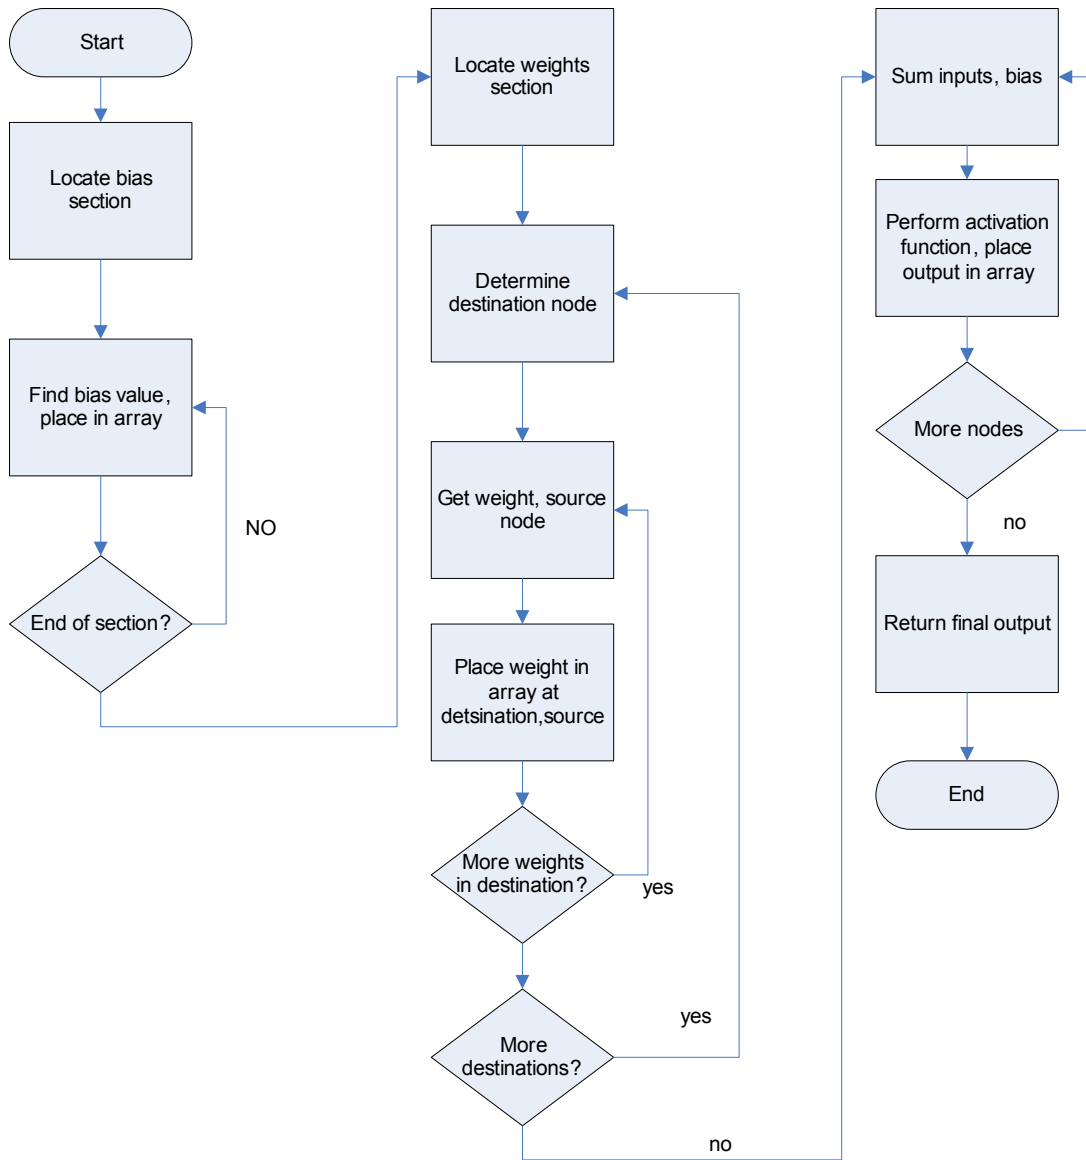 Start
Locate bias
section
Find bias value,
place in array
NO
End of section?
Locate weights
section
Determine
destination node
Get weight, source
node
Place weight in
array at
detsination,source
More weights
in destination?
yes
More
destinations?
yes
no
Sum inputs, bias
Perform activation
function, place
output in array
More nodes
no
Return final output
End